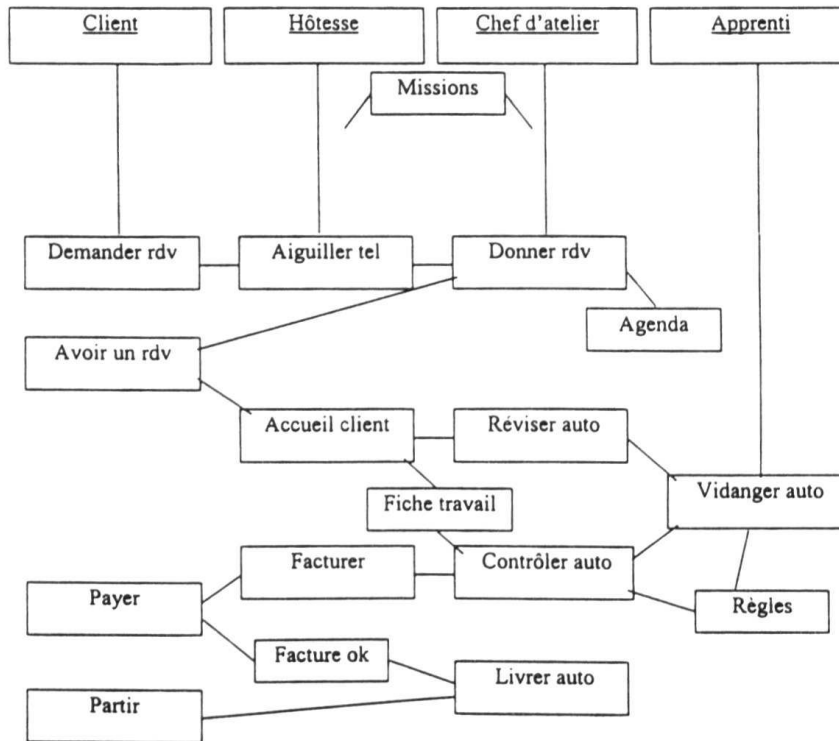 Client
Hôtesse
Chef d'atelier
Apprenti
Missions
Demander rdv
Aiguiller tel
Donner rdv
Agenda
Avoir un rdv
Accueil client
Réviser auto
Vidanger auto
Fiche travail
Facturer
Contrôler auto
Payer
Règles
Facture ok
Livrer auto
Partir